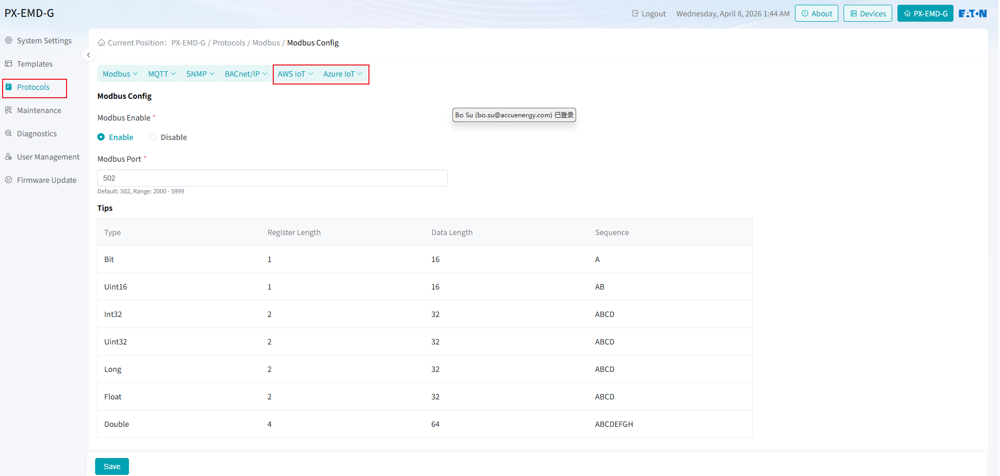 PX-EMD-G
Logout Wednesday, April 8, 2026 1:44 AM About Devices PX-EMD-G EATON
System Settings
Templates
Protocols
Maintenance
Diagnostics
User Management
Firmware Update
Current Position： PX-EMD-G / Protocols / Modbus / Modbus Config
Modbus MQTT SNMP BACnet/IP AWS IoT Azure IoT
Modbus Config
Bo Su (bo.su@accuenergy.com) 已登录
Modbus Enable *
Enable Disable
Modbus Port *
502
Default: 502, Range: 2000 - 5999
Tips
Type Register Length Data Length Sequence
Bit 1 16 A
Uint16 1 16 AB
Int32 2 32 ABCD
Uint32 2 32 ABCD
Long 2 32 ABCD
Float 2 32 ABCD
Double 4 64 ABCDEFGH
Save